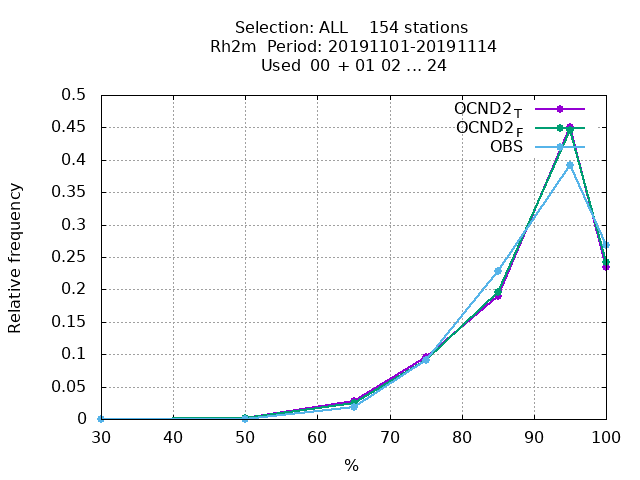 Selection: ALL    154 stations
Rh2m  Period: 20191101-20191114
Used  00 + 01 02 ... 24
OCND2_T
OCND2_F
OBS
0.5
0.45
0.4
0.35
0.3
0.25
0.2
0.15
0.1
0.05
0
Relative frequency
30 40 50 60 70 80 90 100
%